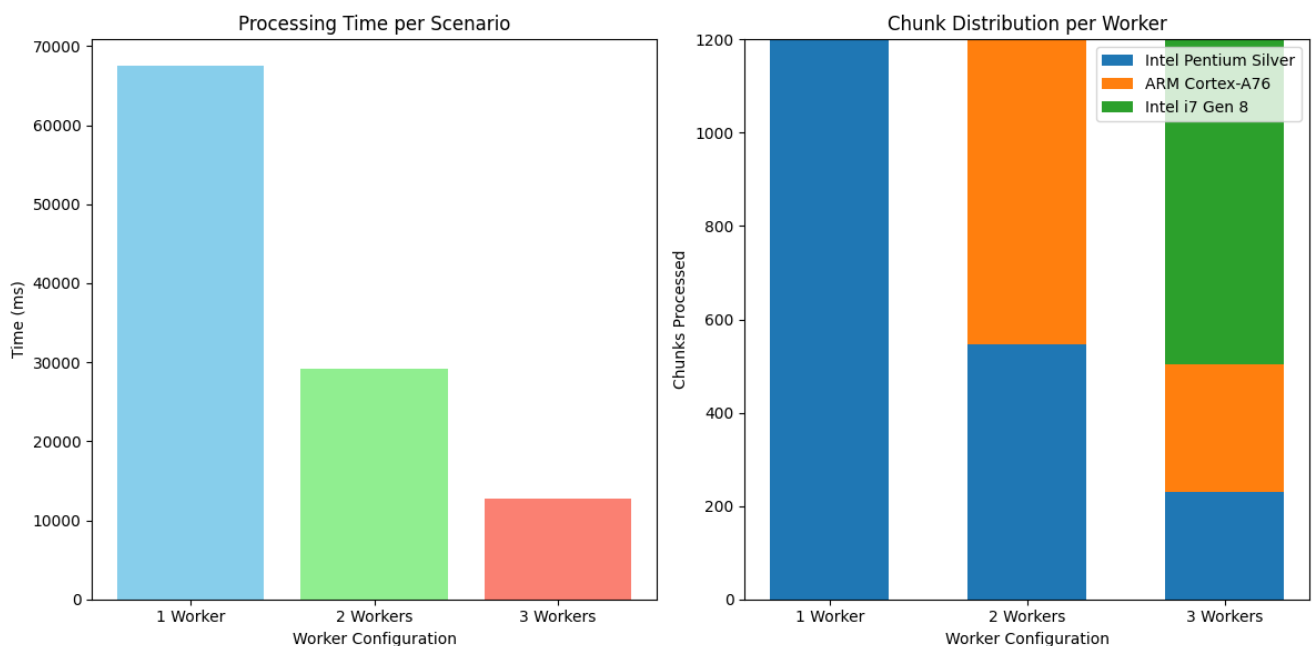 Processing Time per Scenario
70000
60000
50000
40000
30000
20000
10000
0
Time (ms)
1 Worker
2 Workers
3 Workers
Worker Configuration
Chunk Distribution per Worker
Intel Pentium Silver
ARM Cortex-A76
Intel i7 Gen 8
1200
1000
800
600
400
200
0
Chunks Processed
1 Worker
2 Workers
3 Workers
Worker Configuration